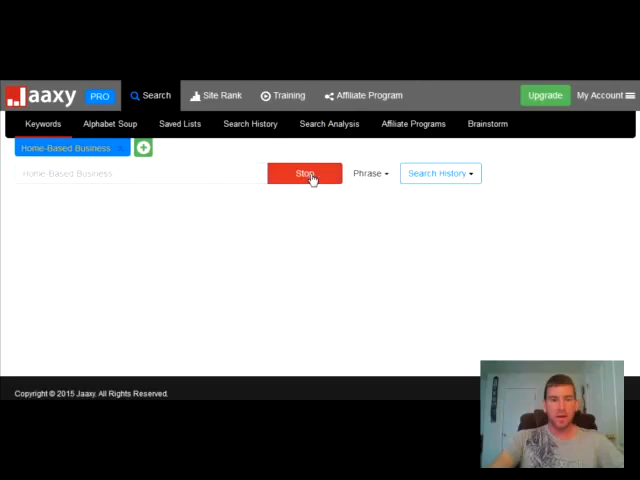 Jaaxy PRO Search Site Rank Training Affiliate Program Upgrade My Account
Keywords Alphabet Soup Saved Lists Search History Search Analysis Affiliate Programs Brainstorm
Home-Based Business
Home-Based Business Stop Phrase Search History
Copyright © 2015 Jaaxy. All Rights Reserved.